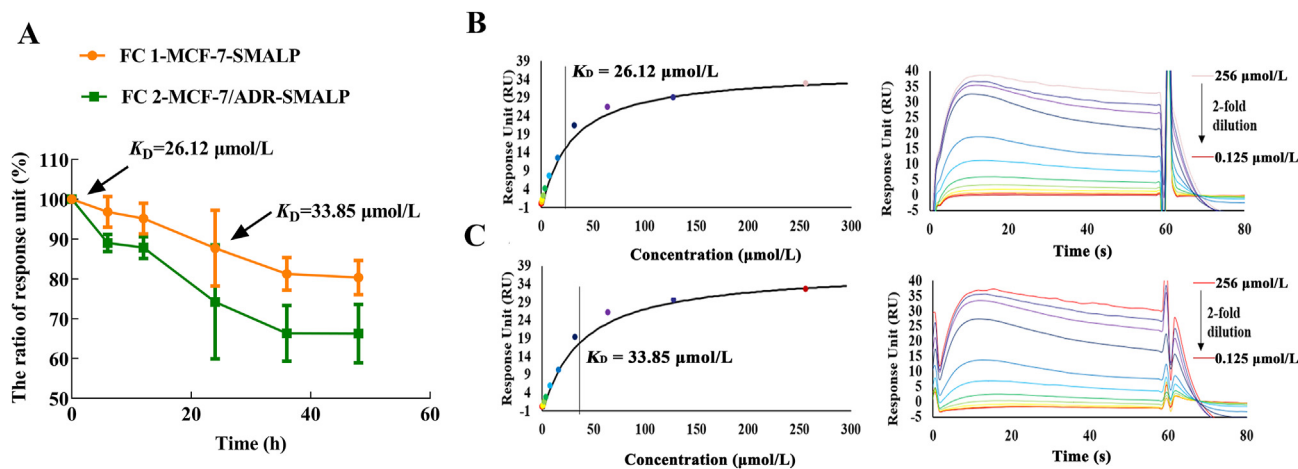 A
FC 1-MCF-7-SMALP
FC 2-MCF-7/ADR-SMALP
The ratio of response unit (%)
110
100
90
80
70
60
50
0
20
40
60
Time (h)
K_D=26.12 μmol/L
K_D=33.85 μmol/L
B
Response Unit (RU)
39
34
29
24
19
14
9
4
-1
K_D = 26.12 μmol/L
0
50
100
150
200
250
300
Concentration (μmol/L)
Response Unit (RU)
40
35
30
25
20
15
10
5
0
-5
0
20
40
60
80
Time (s)
256 μmol/L
2-fold
dilution
0.125 μmol/L
C
Response Unit (RU)
39
34
29
24
19
14
9
4
-1
K_D = 33.85 μmol/L
0
50
100
150
200
250
300
Concentration (μmol/L)
Response Unit (RU)
40
35
30
25
20
15
10
5
0
-5
0
20
40
60
80
Time (s)
256 μmol/L
2-fold
dilution
0.125 μmol/L